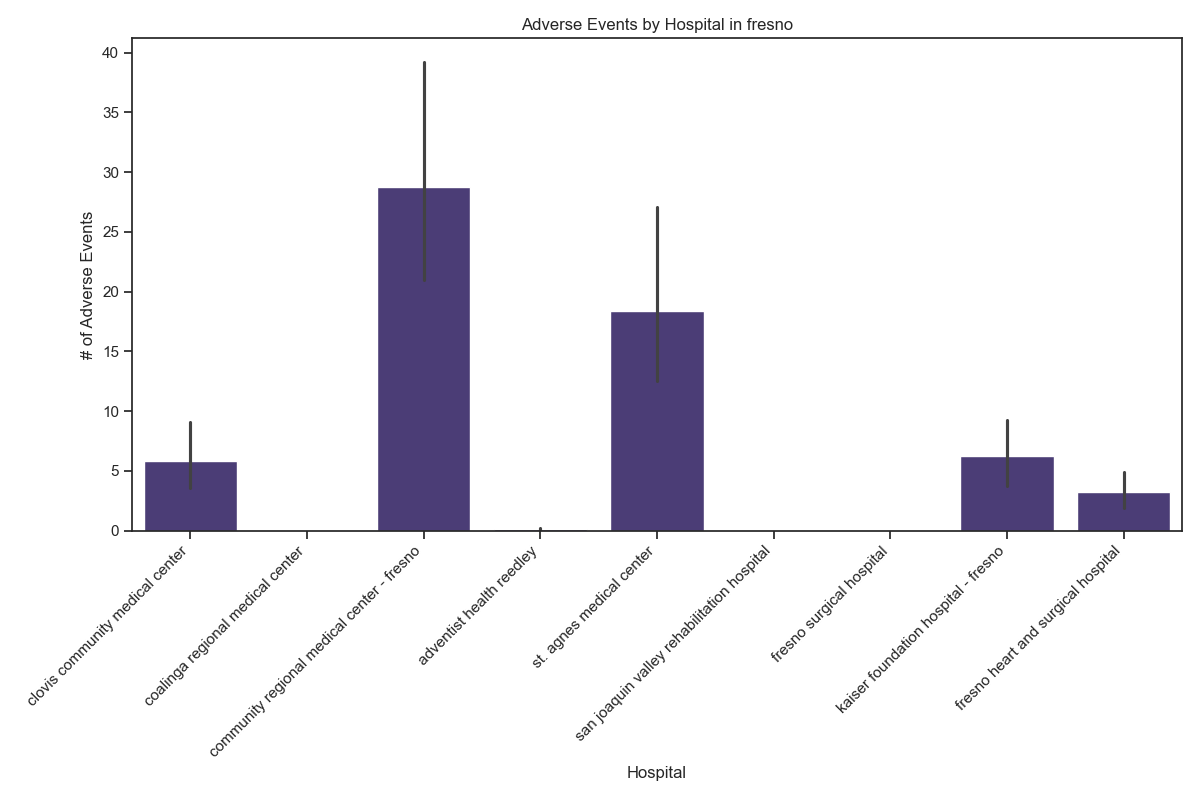 Adverse Events by Hospital in fresno
# of Adverse Events
40
35
30
25
20
15
10
5
0
clovis community medical center
coalinga regional medical center
community regional medical center - fresno
adventist health reedley
st. agnes medical center
san joaquin valley rehabilitation hospital
fresno surgical hospital
kaiser foundation hospital - fresno
fresno heart and surgical hospital
Hospital